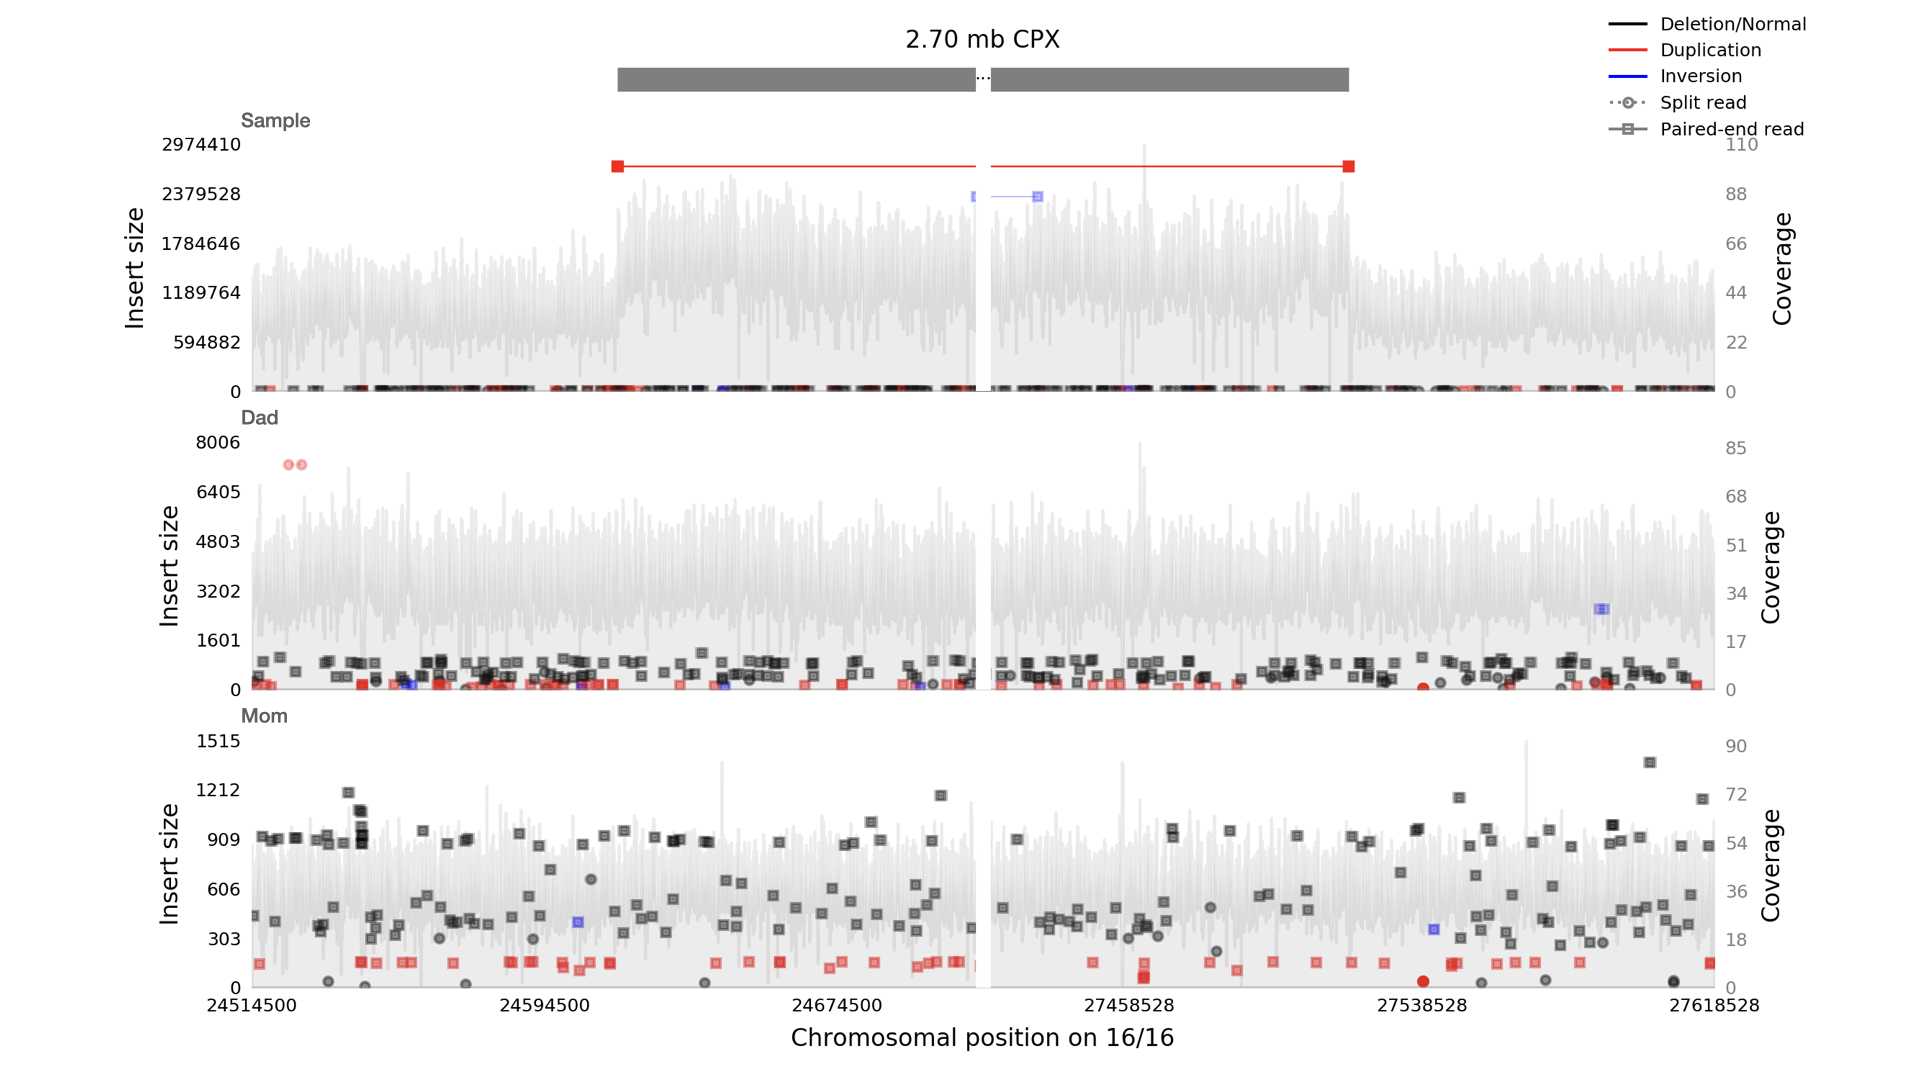 2.70 mb CPX
...
Deletion/Normal
Duplication
Inversion
Split read
Paired-end read
Sample
Insert size
2974410
2379528
1784646
1189764
594882
0
110
88
66
44
22
0
Coverage
Dad
Insert size
8006
6405
4803
3202
1601
0
85
68
51
34
17
0
Coverage
Mom
Insert size
1515
1212
909
606
303
0
90
72
54
36
18
0
Coverage
24514500 24594500 24674500 27458528 27538528 27618528
Chromosomal position on 16/16